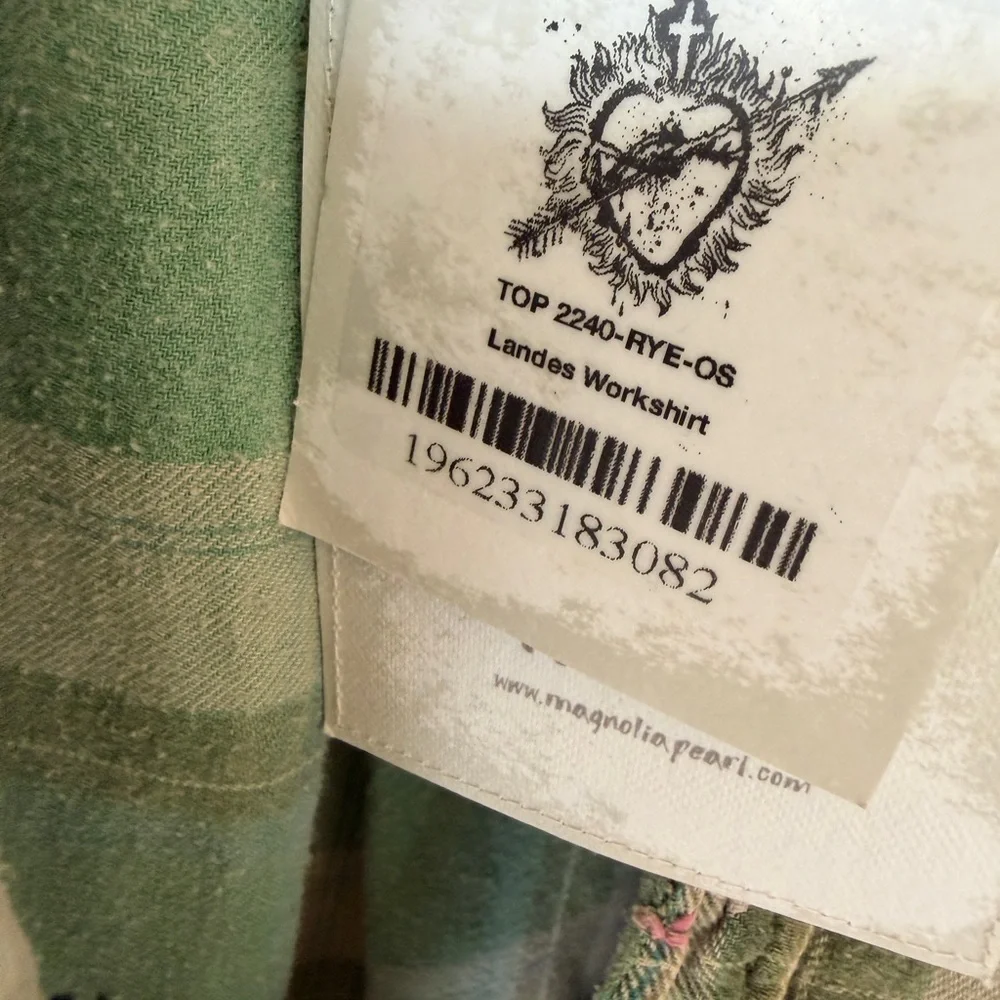 TOP 2240-RYE-OS
Landes Workshirt
196233183082
www.magnoliapearl.com